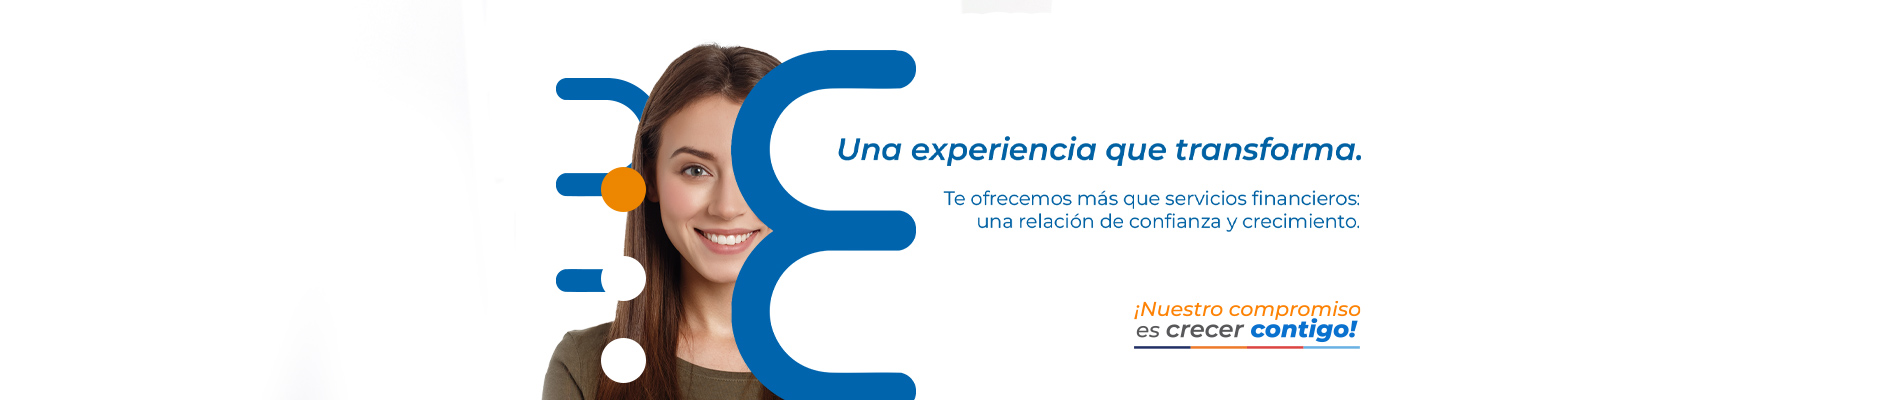 Una experiencia que transforma.
Te ofrecemos más que servicios financieros:
una relación de confianza y crecimiento.
¡Nuestro compromiso
es crecer contigo!